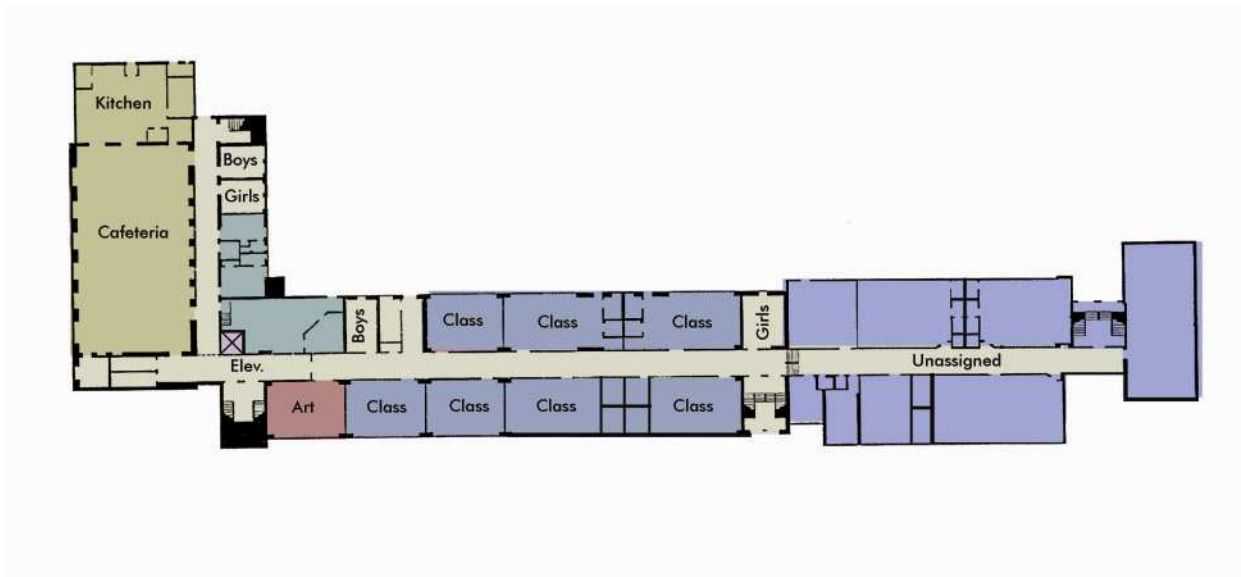 Kitchen
Boys
Girls
Cafeteria
Class
Class
Boys
Class
Girls
Elev.
Unassigned
Art
Class
Class
Class
Class